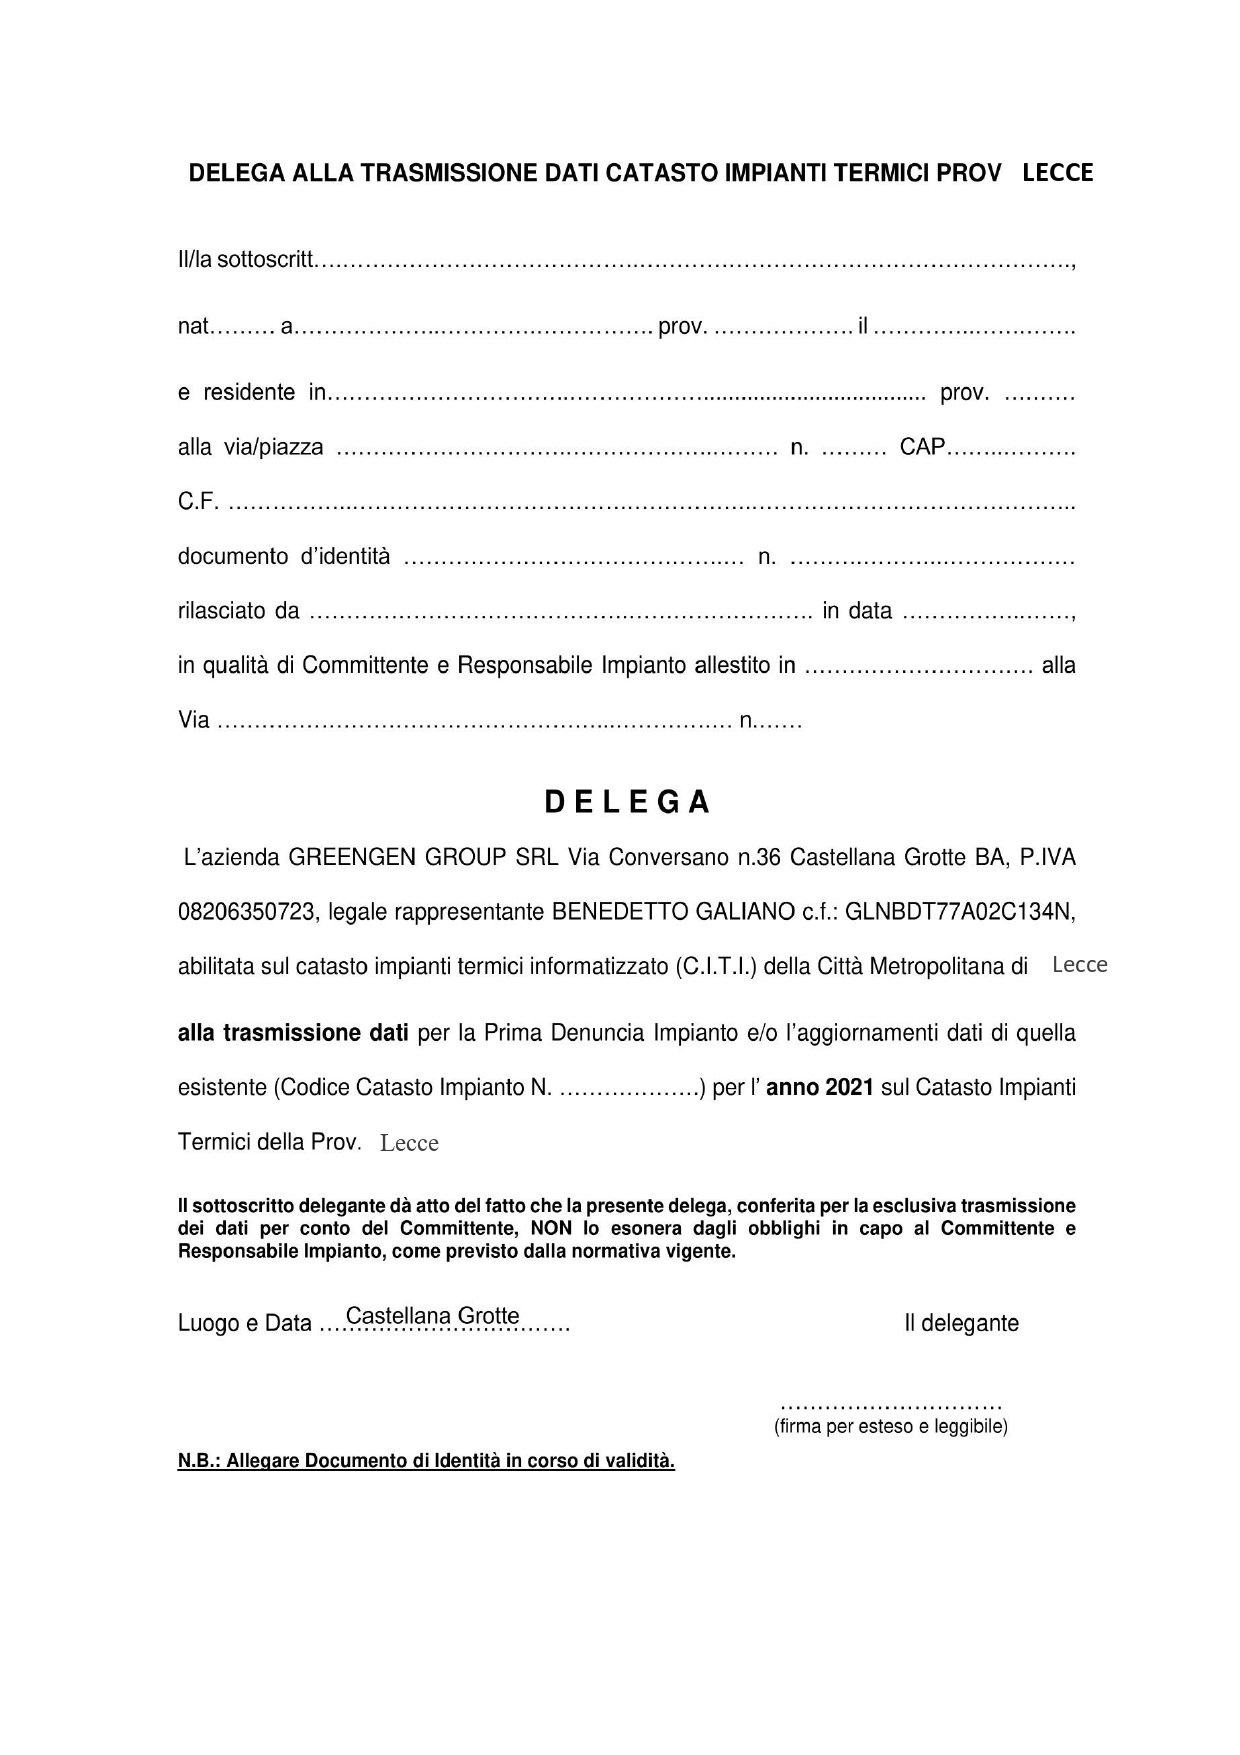 DELEGA ALLA TRASMISSIONE DATI CATASTO IMPIANTI TERMICI PROV LECCE
Il/la sottoscritt……………………………………………………………………………………….,
nat……… a…………………………………………. prov. ………………. il ……………………….
e residente in…………………………………………….................................... prov. ………
alla via/piazza …………………………………………………… n. ……… CAP……………….
C.F. ……………………………………………………………………………………………………..
documento d’identità ……………………………………… n. …………………………………
rilasciato da …………………………………………………………. in data …………………,
in qualità di Committente e Responsabile Impianto allestito in ………………………… alla
Via …………………………………………………………… n.……
D E L E G A
L’azienda GREENGEN GROUP SRL Via Conversano n.36 Castellana Grotte BA, P.IVA
08206350723, legale rappresentante BENEDETTO GALIANO c.f.: GLNBDT77A02C134N,
abilitata sul catasto impianti termici informatizzato (C.I.T.I.) della Città Metropolitana di Lecce
alla trasmissione dati per la Prima Denuncia Impianto e/o l’aggiornamenti dati di quella
esistente (Codice Catasto Impianto N. ……………….) per l’ anno 2021 sul Catasto Impianti
Termici della Prov. Lecce
Il sottoscritto delegante dà atto del fatto che la presente delega, conferita per la esclusiva trasmissione
dei dati per conto del Committente, NON lo esonera dagli obblighi in capo al Committente e
Responsabile Impianto, come previsto dalla normativa vigente.
Luogo e Data …Castellana Grotte……. Il delegante
…………………………
(firma per esteso e leggibile)
N.B.: Allegare Documento di Identità in corso di validità.